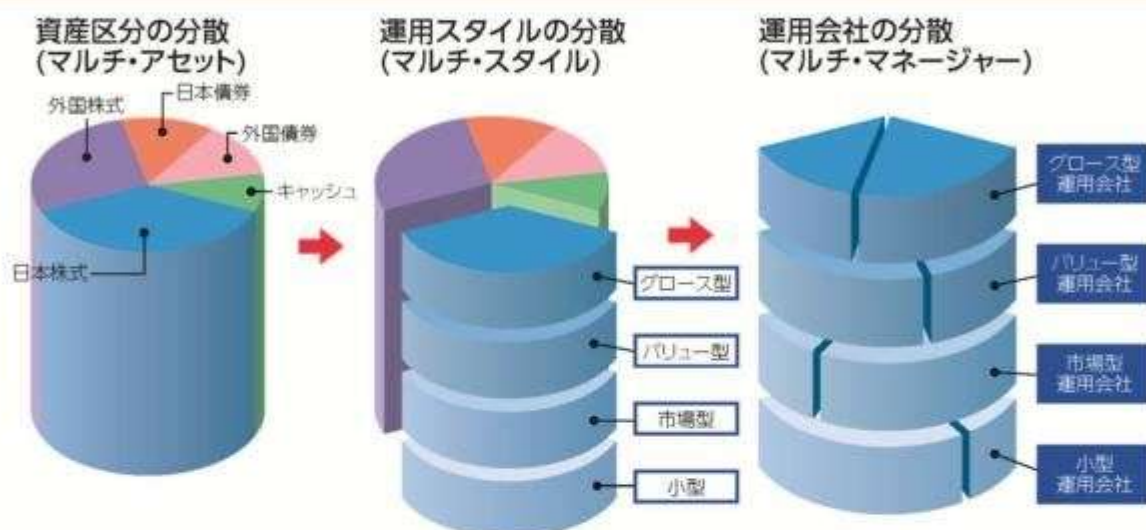 資産区分の分散
(マルチ・アセット)
外国株式
日本債券
外国債券
キャッシュ
日本株式
運用スタイルの分散
(マルチ・スタイル)
グロース型
バリュー型
市場型
小型
運用会社の分散
(マルチ・マネージャー)
グロース型
運用会社
バリュー型
運用会社
市場型
運用会社
小型
運用会社